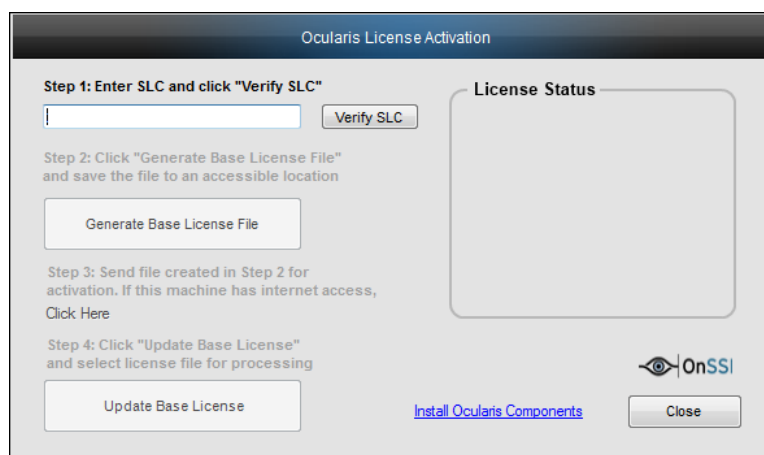 Ocularis License Activation
Step 1: Enter SLC and click "Verify SLC"
Verify SLC
Step 2: Click "Generate Base License File"
and save the file to an accessible location
Generate Base License File
Step 3: Send file created in Step 2 for
activation. If this machine has internet access,
Click Here
Step 4: Click "Update Base License"
and select license file for processing
Update Base License
License Status
OnSSI
Install Ocularis Components
Close